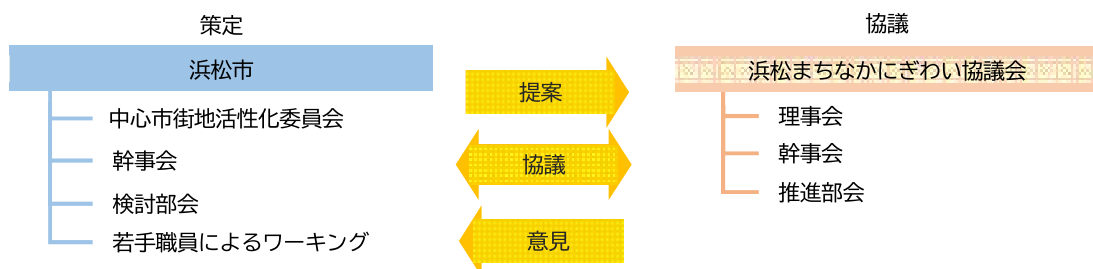 策定
浜松市
中心市街地活性化委員会
幹事会
検討部会
若手職員によるワーキング
提案
協議
意見
協議
浜松まちなかにぎわい協議会
理事会
幹事会
推進部会